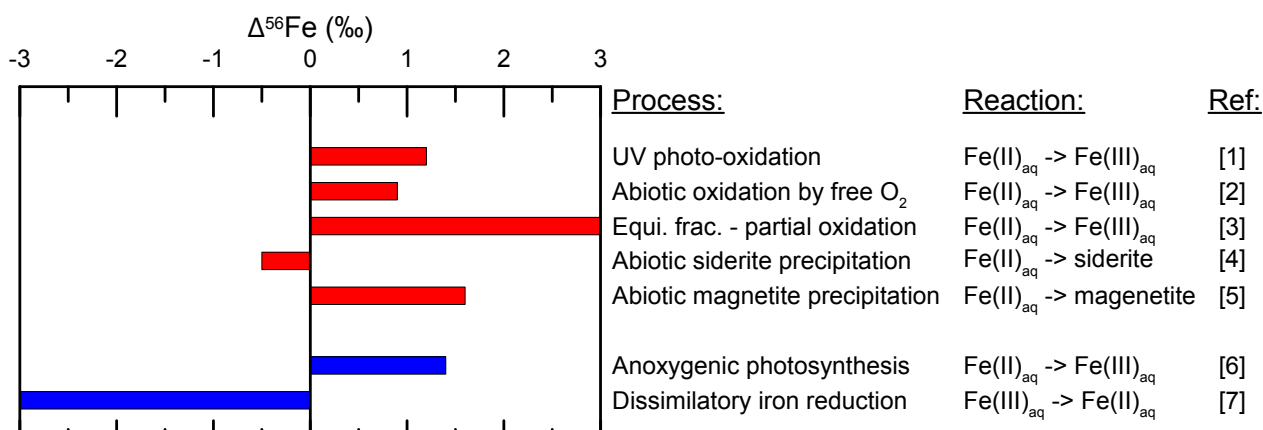 Δ⁵⁶Fe (‰)
-3 -2 -1 0 1 2 3
Process: Reaction: Ref:
UV photo-oxidation Fe(II)aq -> Fe(III)aq [1]
Abiotic oxidation by free O₂ Fe(II)aq -> Fe(III)aq [2]
Equi. frac. - partial oxidation Fe(II)aq -> Fe(III)aq [3]
Abiotic siderite precipitation Fe(II)aq -> siderite [4]
Abiotic magnetite precipitation Fe(II)aq -> magenetite [5]
Anoxygenic photosynthesis Fe(II)aq -> Fe(III)aq [6]
Dissimilatory iron reduction Fe(III)aq -> Fe(II)aq [7]